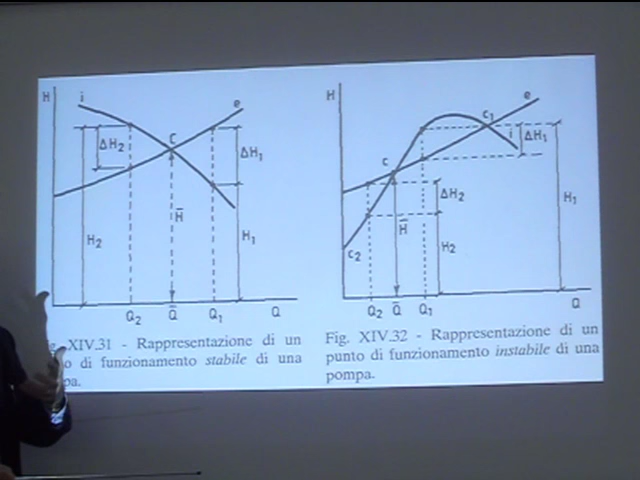 H
i
e
C
ΔH2
ΔH1
H̄
H2
H1
Q2
Q̄
Q1
Q
XIV.31 - Rappresentazione di un
di funzionamento stabile di una
H
e
C1
i
ΔH1
C
ΔH2
H1
H̄
H2
C2
Q2
Q̄
Q1
Q
Fig. XIV.32 - Rappresentazione di un
punto di funzionamento instabile di una
pompa.